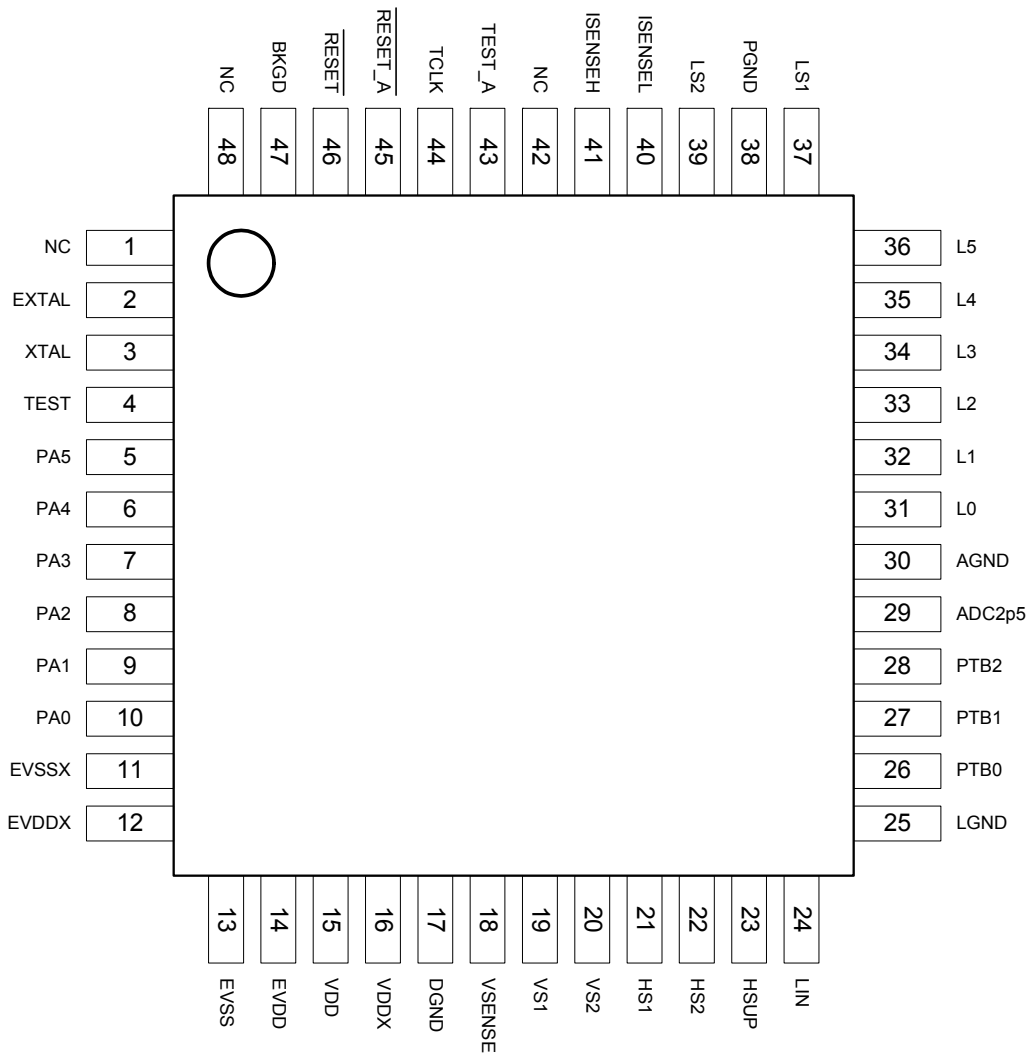 NC
BKGD
RESET
RESET_A
TCLK
TEST_A
NC
ISENSEH
ISENSEL
LS2
PGND
LS1
48
47
46
45
44
43
42
41
40
39
38
37
NC 1
EXTAL 2
XTAL 3
TEST 4
PA5 5
PA4 6
PA3 7
PA2 8
PA1 9
PA0 10
EVSSX 11
EVDDX 12
36 L5
35 L4
34 L3
33 L2
32 L1
31 L0
30 AGND
29 ADC2p5
28 PTB2
27 PTB1
26 PTB0
25 LGND
13
14
15
16
17
18
19
20
21
22
23
24
EVSS
EVDD
VDD
VDDX
DGND
VSENSE
VS1
VS2
HS1
HS2
HSUP
LIN